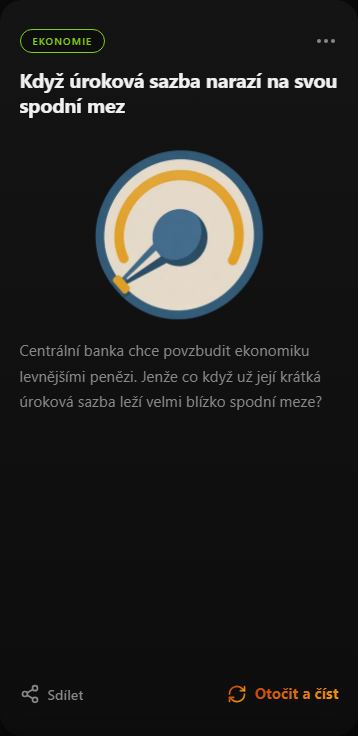 EKONOMIE
Když úroková sazba narazí na svou
spodní mez
Centrální banka chce povzbudit ekonomiku
levnějšími penězi. Jenže co když už její krátká
úroková sazba leží velmi blízko spodní meze?
Sdílet
Otočit a číst